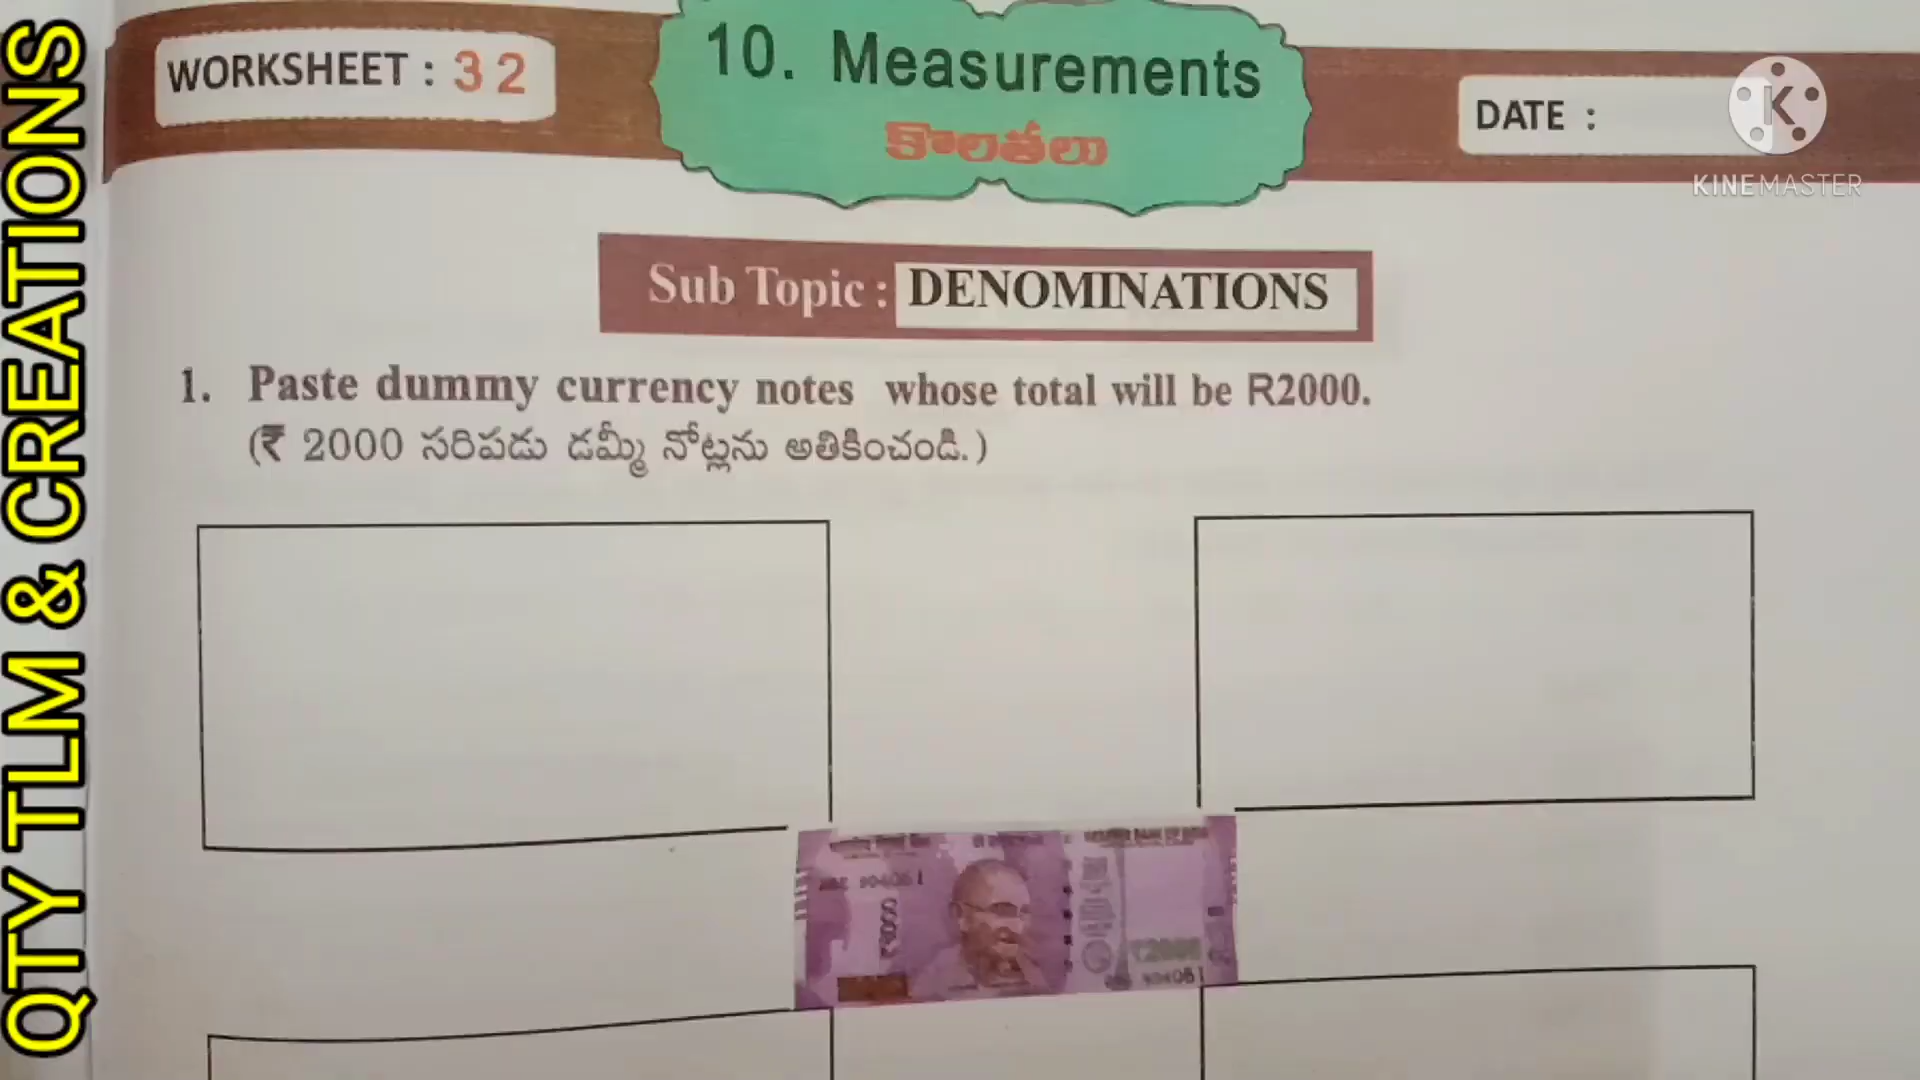 QTY TLM & CREATIONS
WORKSHEET : 32
10. Measurements
కొలతలు
DATE :
KINEMASTER
Sub Topic : DENOMINATIONS
1. Paste dummy currency notes whose total will be R2000.
(₹ 2000 సరిపడు డమ్మీ నోట్లను అతికించండి.)
₹2000